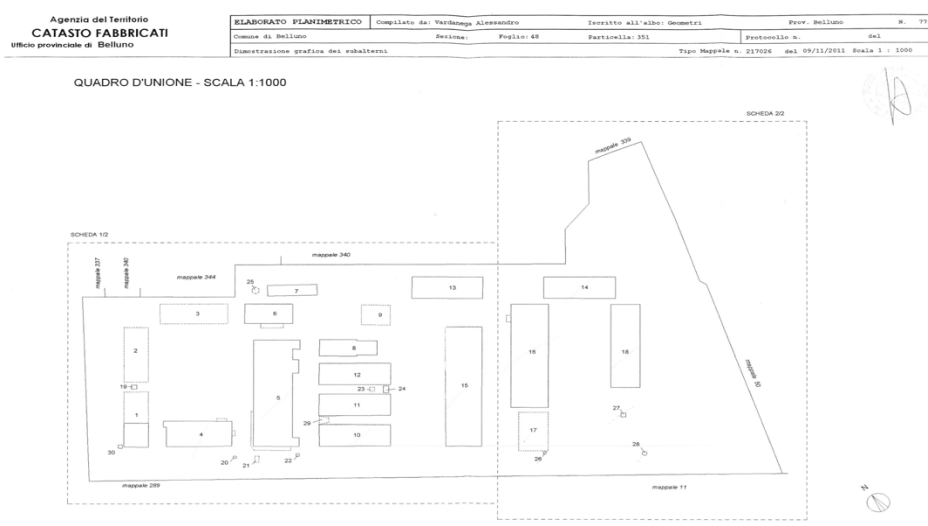 Agenzia del Territorio
CATASTO FABBRICATI
Ufficio provinciale di Belluno
ELABORATO PLANIMETRICO
Compilato da: Vardanega Alessandro
Iscritto all'albo: Geometri
Prov. Belluno
N. 77
Comune di Belluno
Sezione:
Foglio: 48
Particella: 351
Protocollo n.
del
Dimostrazione grafica dei subalterni
Tipo Mappale n. 217026 del 09/11/2011
Scala 1 : 1000
QUADRO D'UNIONE - SCALA 1:1000
SCHEDA 2/2
mappale 339
SCHEDA 1/2
mappale 337
mappale 340
mappale 344
mappale 340
25
7
13
14
3
6
9
2
8
16
18
12
19
23
24
5
15
1
11
27
29
17
4
10
28
30
20
21
22
26
mappale 50
mappale 289
mappale 11
N